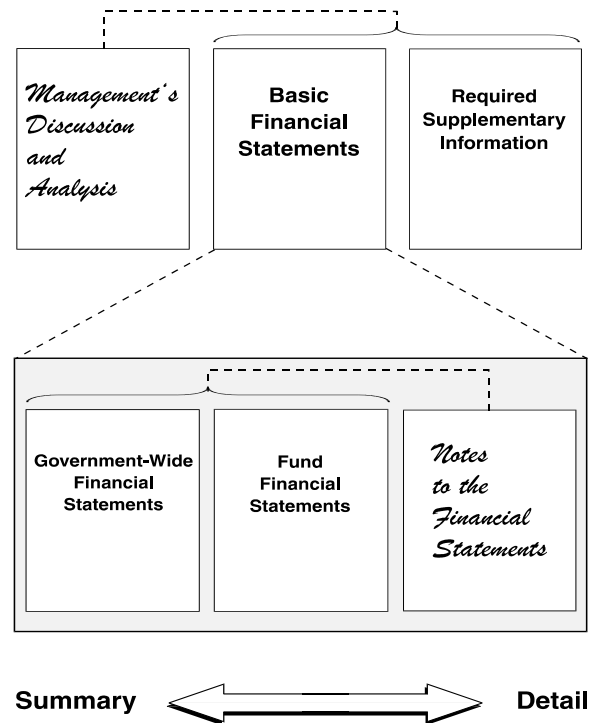 Management's
Discussion
and
Analysis
Basic
Financial
Statements
Required
Supplementary
Information
Government-Wide
Financial
Statements
Fund
Financial
Statements
Notes
to the
Financial
Statements
Summary
Detail